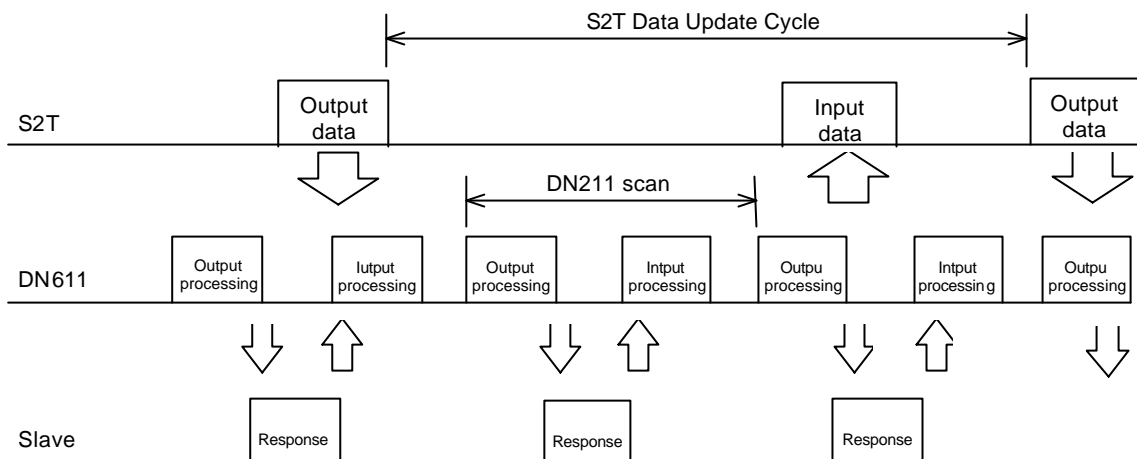 S2T Data Update Cycle
S2T
Output
data
Input
data
Output
data
DN211 scan
DN611
Output
processing
Iutput
processing
Output
processing
Intput
processing
Outpu
processing
Intput
processing
Outpu
processing
Slave
Response
Response
Response